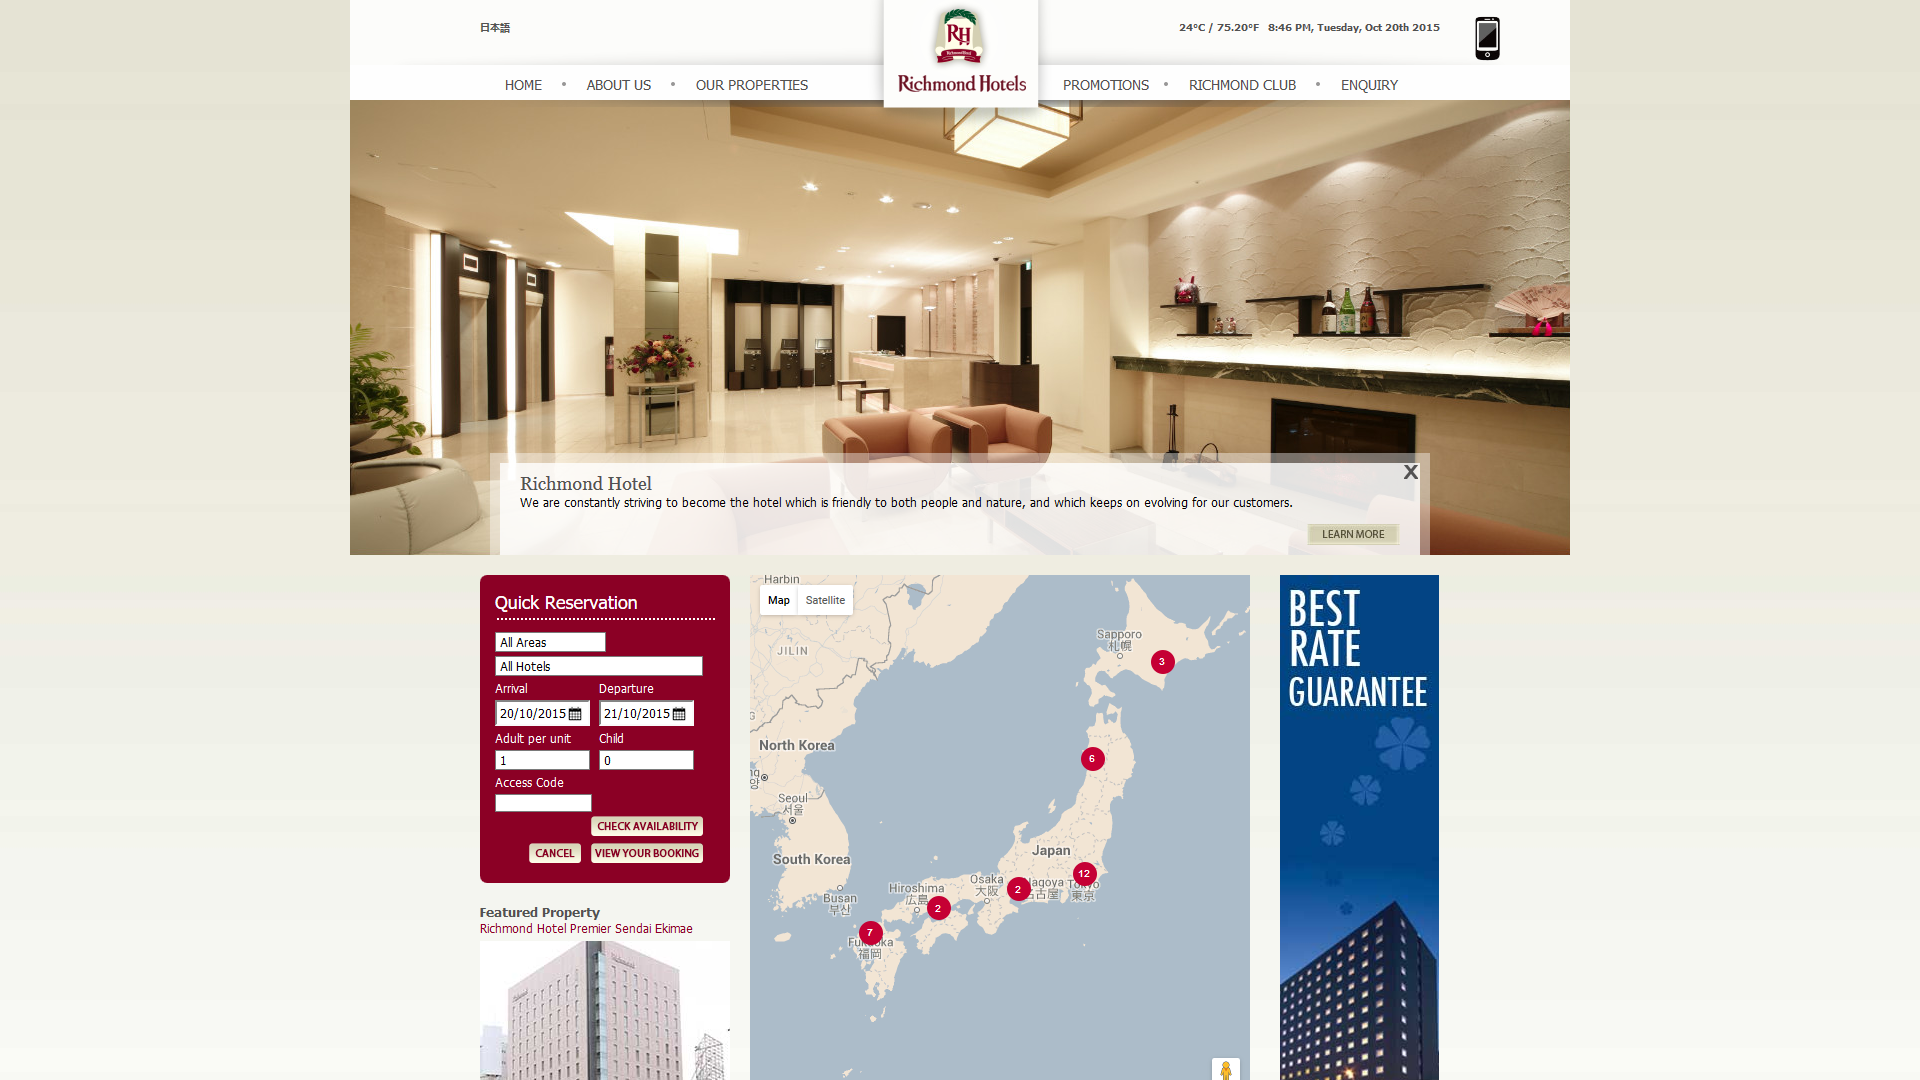 日本語
24°C / 75.20°F 8:46 PM, Tuesday, Oct 20th 2015
RH
Richmond Hotels
HOME
ABOUT US
OUR PROPERTIES
PROMOTIONS
RICHMOND CLUB
ENQUIRY
Richmond Hotel
X
We are constantly striving to become the hotel which is friendly to both people and nature, and which keeps on evolving for our customers.
LEARN MORE
Quick Reservation
All Areas
All Hotels
Arrival Departure
20/10/2015 21/10/2015
Adult per unit Child
1 0
Access Code
CHECK AVAILABILITY
CANCEL VIEW YOUR BOOKING
Featured Property
Richmond Hotel Premier Sendai Ekimae
Harbin
Map Satellite
JILIN
Sapporo
札幌
3
North Korea
6
Seoul
서울
South Korea
Japan
12
Osaka
大阪
2
Nagoya
名古屋
Tokyo
東京
Hiroshima
広島
2
Busan
부산
7
Fukuoka
福岡
BEST
RATE
GUARANTEE